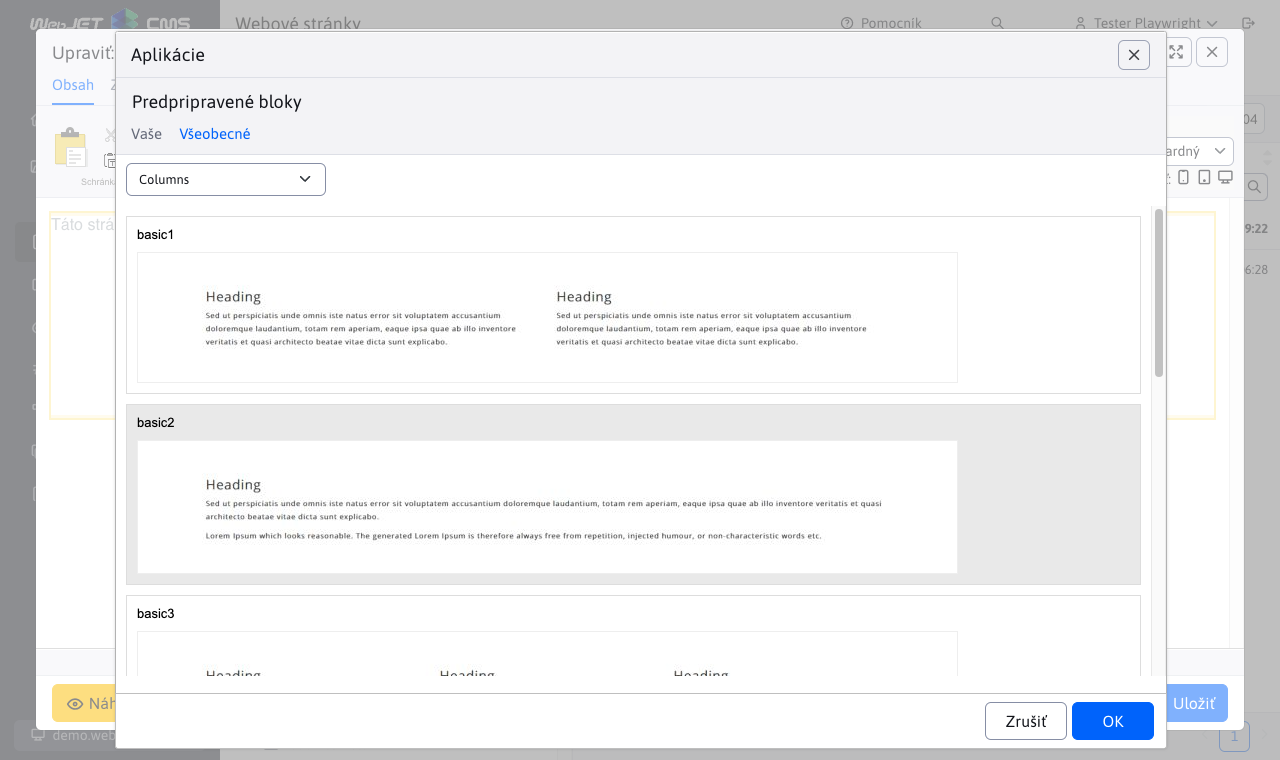 WebJET CMS
Webové stránky
Pomocník
Tester Playwright
Upraviť:
Aplikácie
Obsah
Predpripravené bloky
Vaše
Všeobecné
04
Schránka
ardný
Columns
Táto strá
basic1
9:22
6:28
Heading
Sed ut perspiciatis unde omnis iste natus error sit voluptatem accusantium
doloremque laudantium, totam rem aperiam, eaque ipsa quae ab illo inventore
veritatis et quasi architecto beatae vitae dicta sunt explicabo.
Heading
Sed ut perspiciatis unde omnis iste natus error sit voluptatem accusantium
doloremque laudantium, totam rem aperiam, eaque ipsa quae ab illo inventore
veritatis et quasi architecto beatae vitae dicta sunt explicabo.
basic2
Heading
Sed ut perspiciatis unde omnis iste natus error sit voluptatem accusantium doloremque laudantium, totam rem aperiam, eaque ipsa quae ab illo inventore veritatis et quasi
architecto beatae vitae dicta sunt explicabo.
Lorem Ipsum which looks reasonable. The generated Lorem Ipsum is therefore always free from repetition, injected humour, or non-characteristic words etc.
basic3
Heading Heading Heading
Náh
Zrušiť
OK
Uložiť
demo.web
1